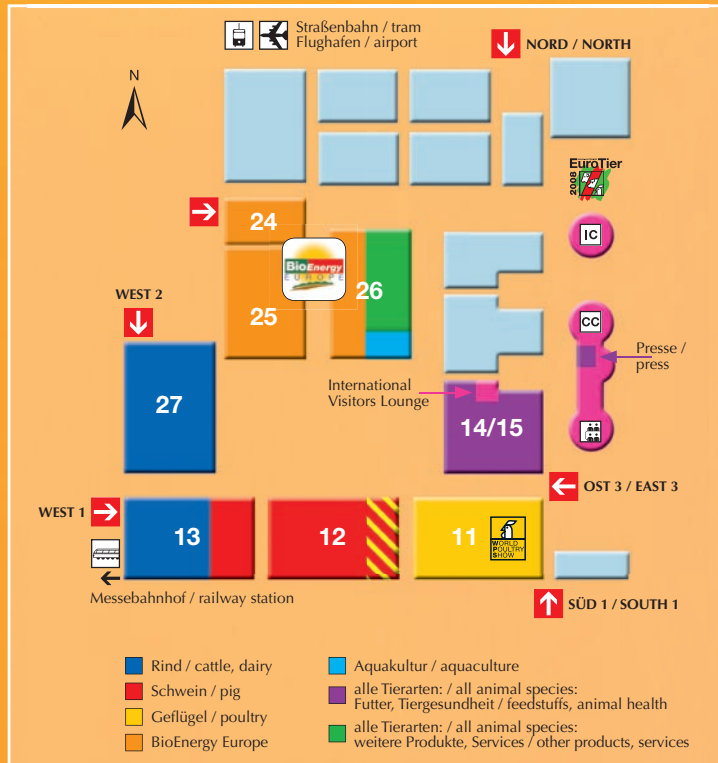 Straßenbahn / tram
Flughafen / airport
NORD / NORTH
N
EuroTier
2008
24
IC
BioEnergy
EUROPE
26
25
WEST 2
CC
Presse /
press
International
Visitors Lounge
27
14/15
OST 3 / EAST 3
WEST 1
13
12
11
WORLD
POULTRY
SHOW
Messebahnhof / railway station
SÜD 1 / SOUTH 1
Rind / cattle, dairy
Schwein / pig
Geflügel / poultry
BioEnergy Europe
Aquakultur / aquaculture
alle Tierarten: / all animal species:
Futter, Tiergesundheit / feedstuffs, animal health
alle Tierarten: / all animal species:
weitere Produkte, Services / other products, services